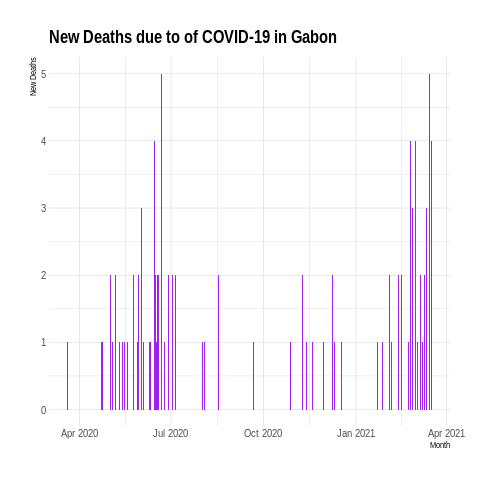 New Deaths due to of COVID-19 in Gabon
New Deaths
5
4
3
2
1
0
Apr 2020 Jul 2020 Oct 2020 Jan 2021 Apr 2021
Month